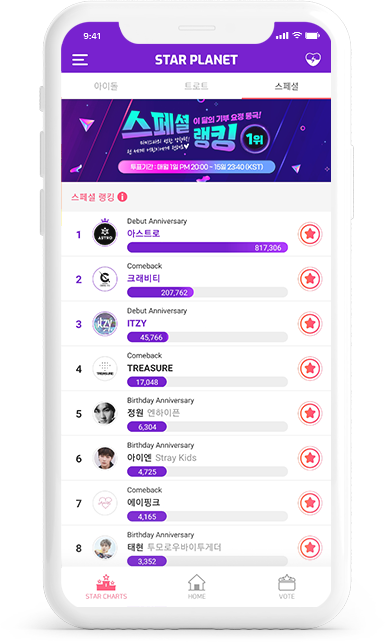 9:41
STAR PLANET
아이돌 트로트 스페셜
스페셜 랭킹
이 달의 기부 요정 등극!
1위
투표기간 : 매월 1일 PM 20:00 - 15일 23:40 (KST)
스페셜 랭킹
1
ASTRO
Debut Anniversary
아스트로
817,306
2
Comeback
크래비티
207,762
3
ITZY
Debut Anniversary
ITZY
45,766
4
TREASURE
Comeback
TREASURE
17,048
5
Birthday Anniversary
정원 엔하이픈
6,304
6
Birthday Anniversary
아이엔 Stray Kids
4,725
7
Comeback
에이핑크
4,165
8
Birthday Anniversary
태현 투모로우바이투게더
3,352
STAR CHARTS HOME VOTE